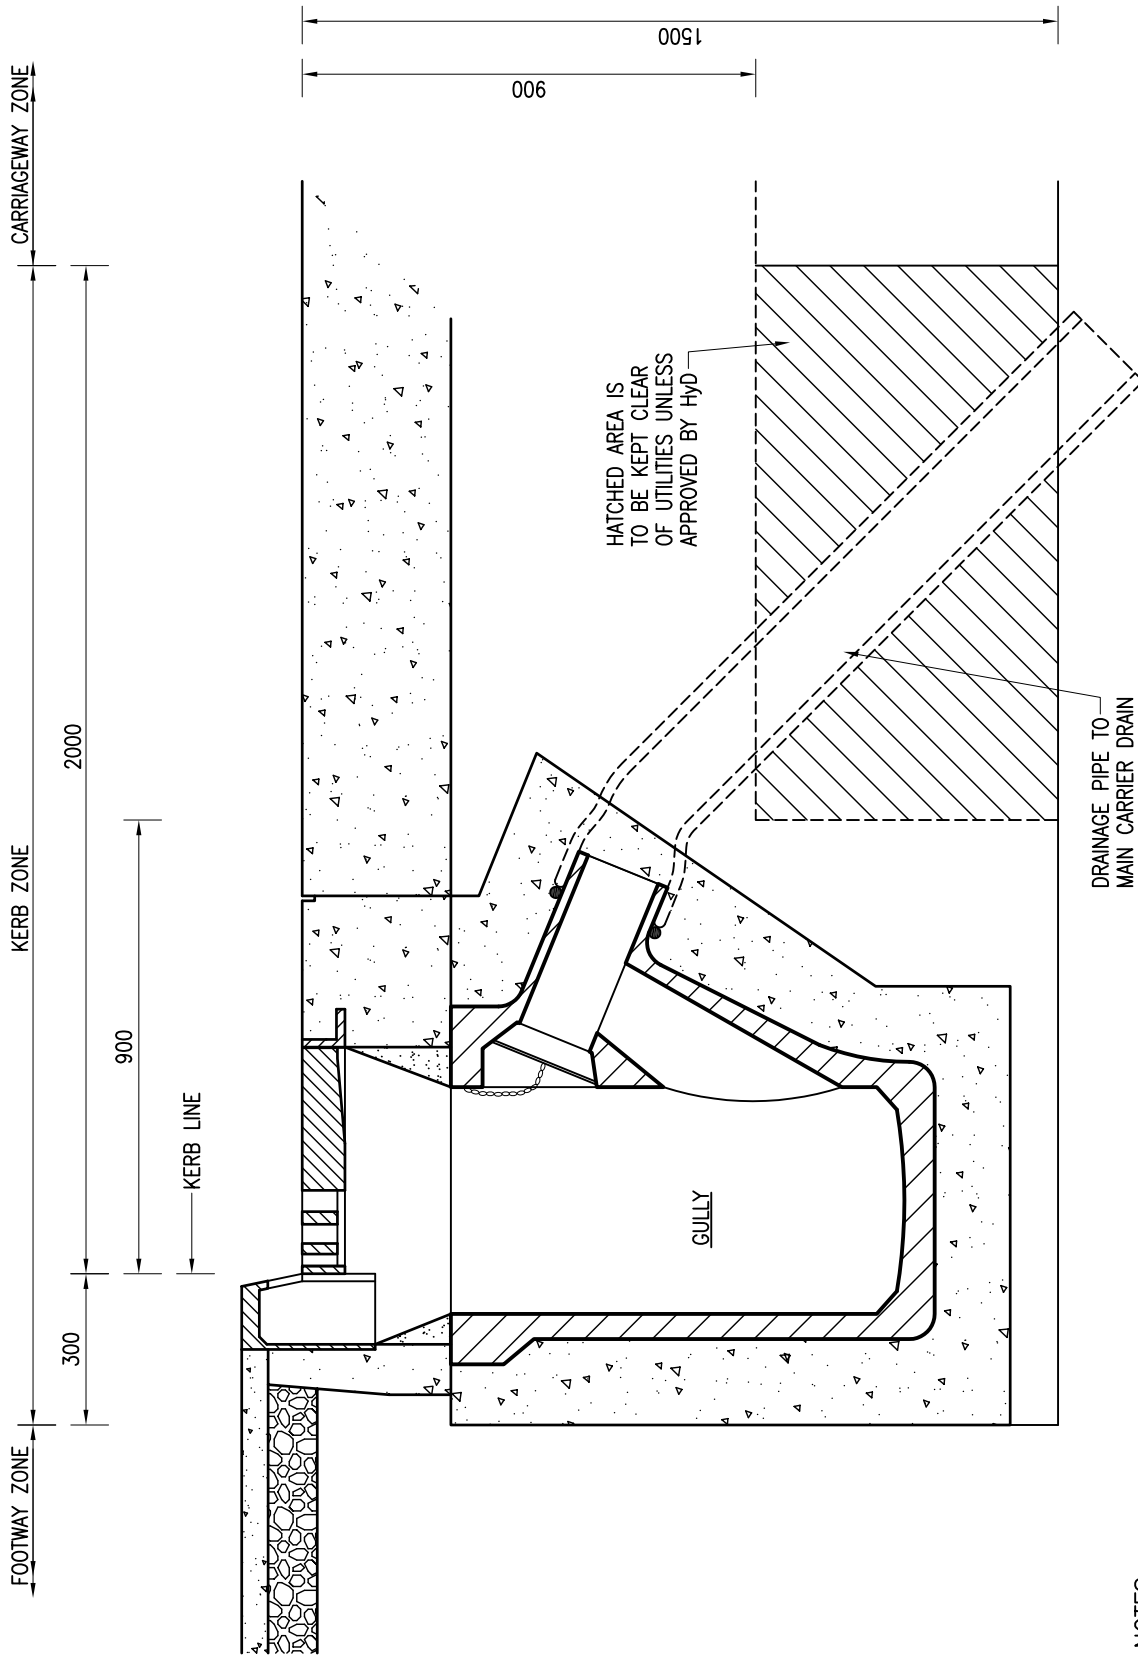 FOOTWAY ZONE
KERB ZONE
CARRIAGEWAY ZONE
300
2000
900
KERB LINE
1500
900
HATCHED AREA IS
TO BE KEPT CLEAR
OF UTILITIES UNLESS
APPROVED BY HyD
GULLY
DRAINAGE PIPE TO
MAIN CARRIER DRAIN
NOTES